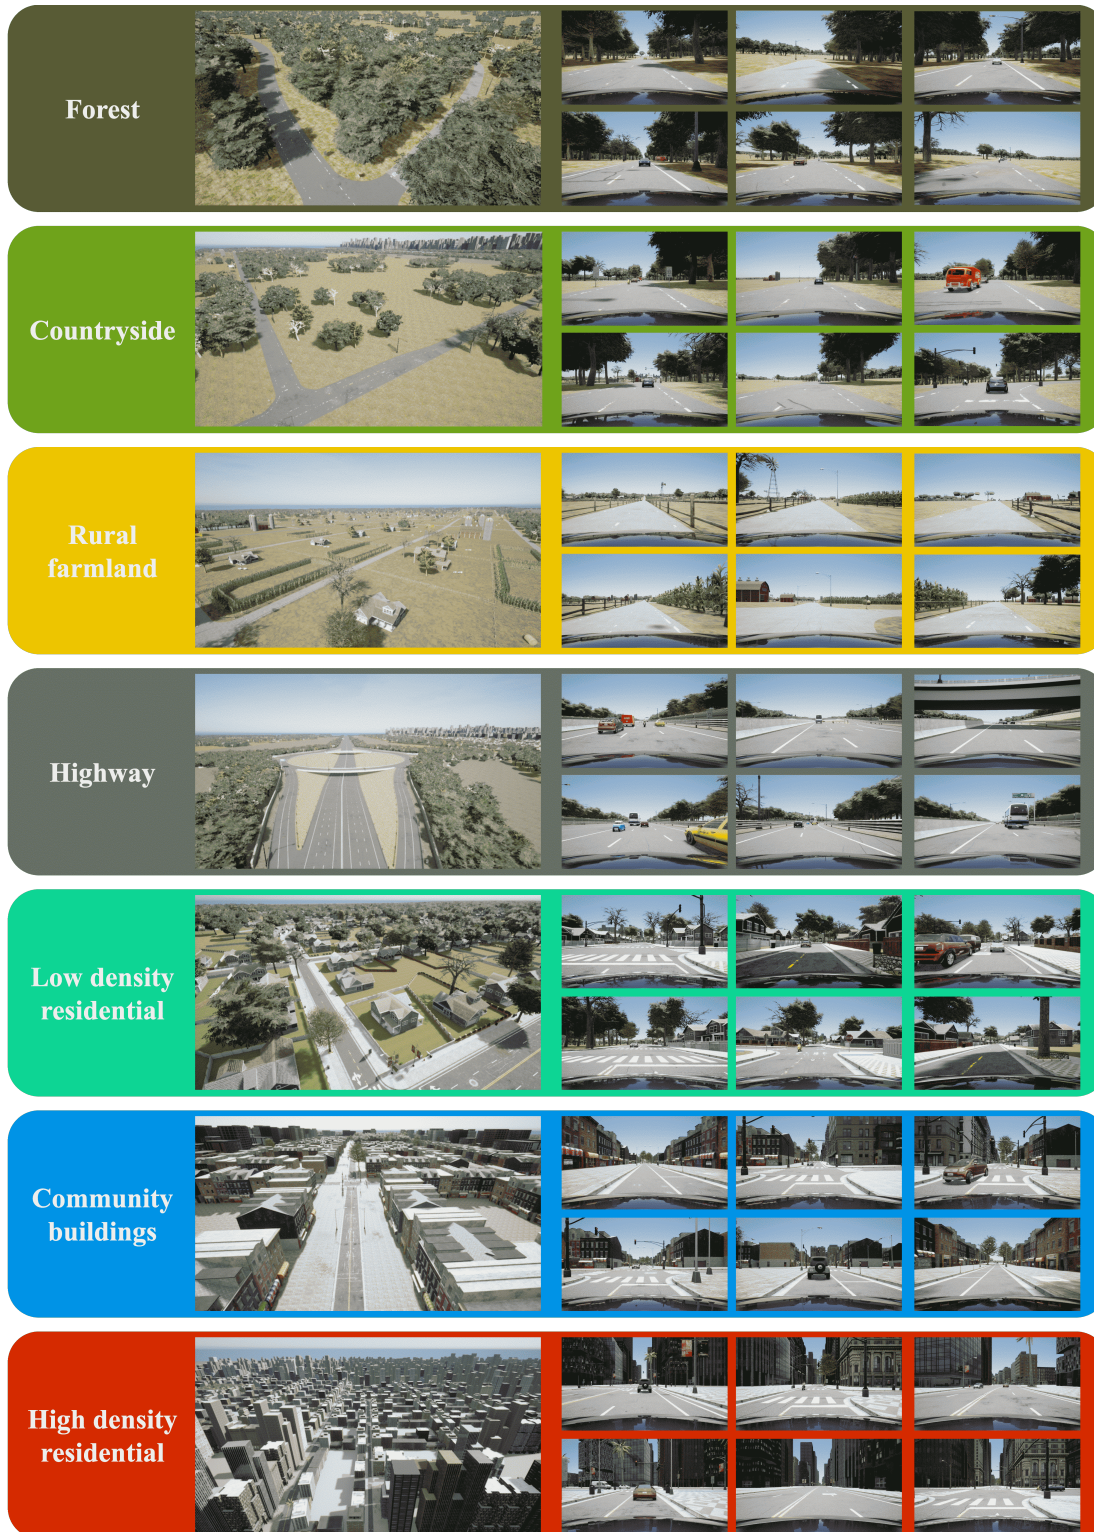 Forest
Countryside
Rural
farmland
Highway
Low density
residential
Community
buildings
High density
residential